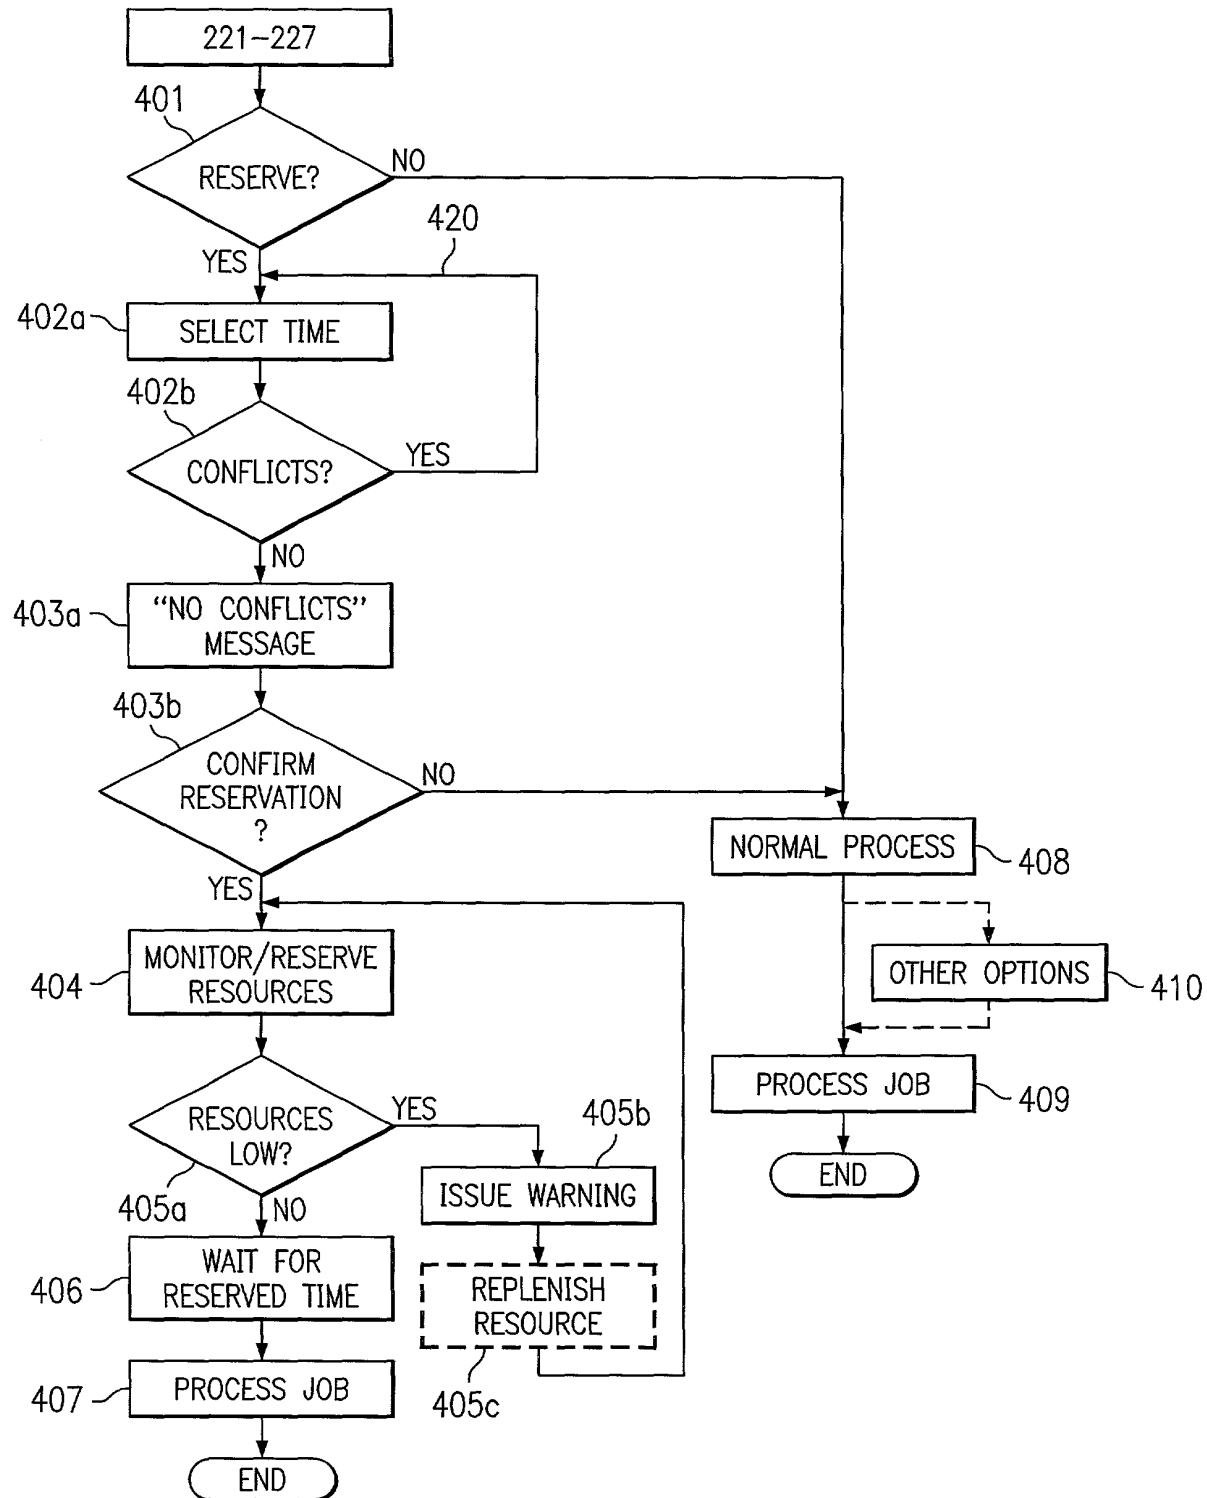 221-227
401
RESERVE?
NO
YES
420
402a
SELECT TIME
402b
CONFLICTS?
YES
NO
403a
“NO CONFLICTS”
MESSAGE
403b
CONFIRM
RESERVATION
?
NO
YES
NORMAL PROCESS
408
404
MONITOR/RESERVE
RESOURCES
OTHER OPTIONS
410
PROCESS JOB
409
END
RESOURCES
LOW?
YES
405a
NO
405b
ISSUE WARNING
406
WAIT FOR
RESERVED TIME
REPLENISH
RESOURCE
405c
407
PROCESS JOB
END